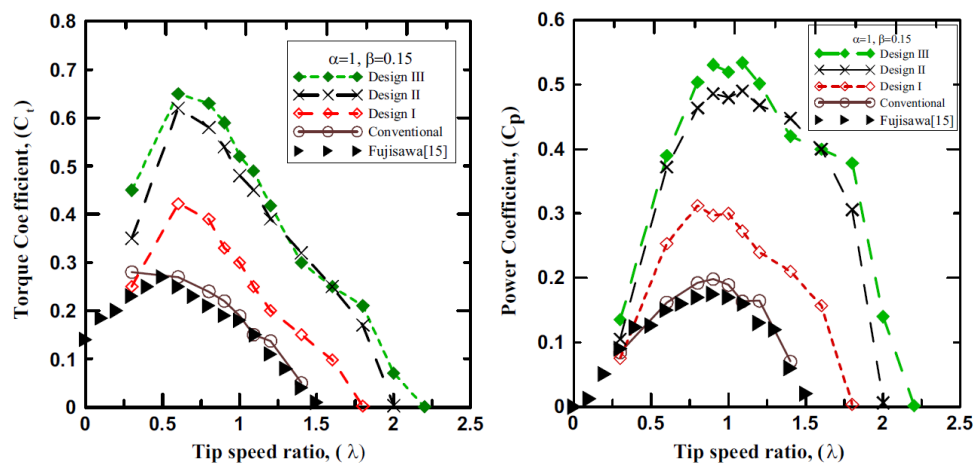 0.8
0.7
0.6
0.5
0.4
0.3
0.2
0.1
0
0
0.5
1
1.5
2
2.5
Torque Coefficient, (Cₜ)
Tip speed ratio, ( λ)
α=1, β=0.15
Design III
Design II
Design I
Conventional
Fujisawa[15]
0.6
0.5
0.4
0.3
0.2
0.1
0
0
0.5
1
1.5
2
2.5
Power Coefficient, (Cp)
Tip speed ratio, ( λ)
α=1, β=0.15
Design III
Design II
Design I
Conventional
Fujisawa[15]